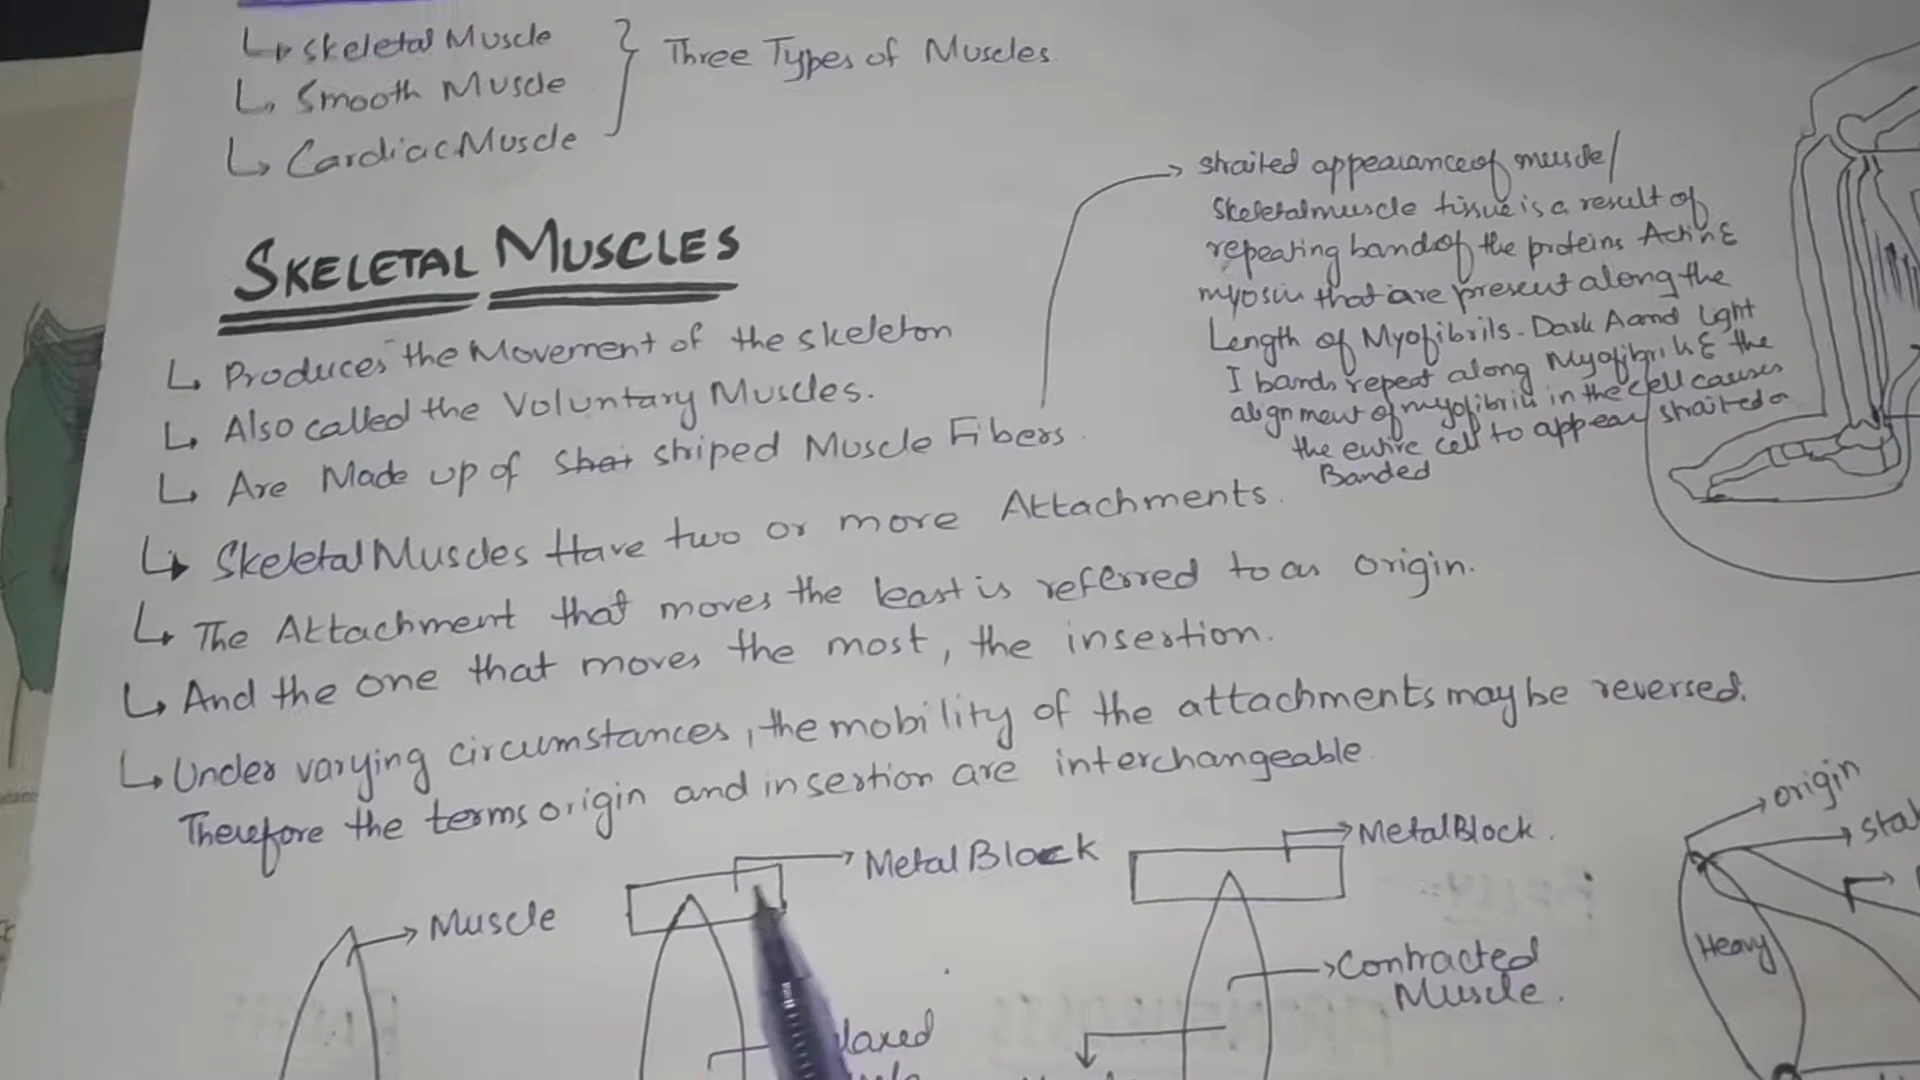 Skeletal Muscle
Smooth Muscle
Cardiac Muscle
Three Types of Muscles
SKELETAL MUSCLES
Produces the Movement of the skeleton
Also called the Voluntary Muscles.
Are Made up of shiped Muscle Fibers
Skeletal Muscles Have two or more Attachments.
The Attachment that moves the least is referred to as origin.
And the one that moves the most, the insertion.
Under varying circumstances, the mobility of the attachments may be reversed.
Therefore the terms origin and insertion are interchangeable
straited appearance of muscle/
Skeletal muscle tissue is a result of
repeating band of the proteins Actin &
myosin that are present along the
Length of Myofibrils. Dark A and Light
I bands repeat along Myofibrils & the
alignment of myofibrils in the cell causes
the entire cell to appear straited or
Banded
Muscle
Metal Block
laxed
Metal Block.
Contracted
Muscle.
origin
Heavy